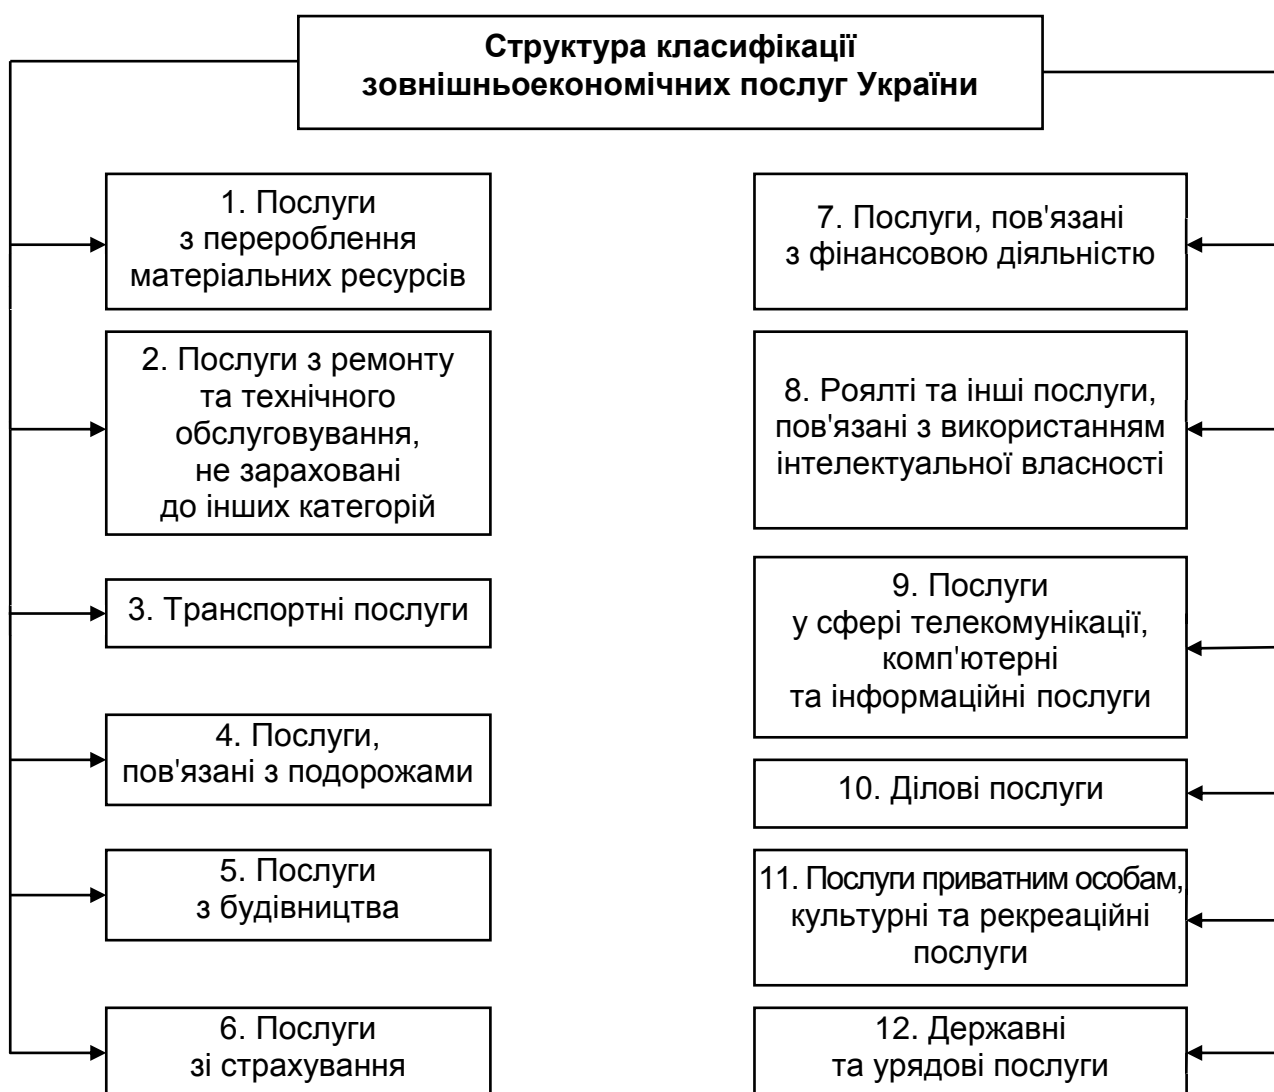 Структура класифікації
зовнішньоекономічних послуг України
1. Послуги
з перероблення
матеріальних ресурсів
2. Послуги з ремонту
та технічного
обслуговування,
не зараховані
до інших категорій
3. Транспортні послуги
4. Послуги,
пов'язані з подорожами
5. Послуги
з будівництва
6. Послуги
зі страхування
7. Послуги, пов'язані
з фінансовою діяльністю
8. Роялті та інші послуги,
пов'язані з використанням
інтелектуальної власності
9. Послуги
у сфері телекомунікації,
комп'ютерні
та інформаційні послуги
10. Ділові послуги
11. Послуги приватним особам,
культурні та рекреаційні
послуги
12. Державні
та урядові послуги